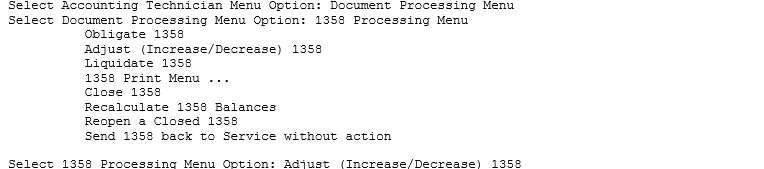 Select Accounting Technician Menu Option: Document Processing Menu
Select Document Processing Menu Option: 1358 Processing Menu
Obligate 1358
Adjust (Increase/Decrease) 1358
Liquidate 1358
1358 Print Menu ...
Close 1358
Recalculate 1358 Balances
Reopen a Closed 1358
Send 1358 back to Service without action
Select 1358 Processing Menu Option: Adjust (Increase/Decrease) 1358